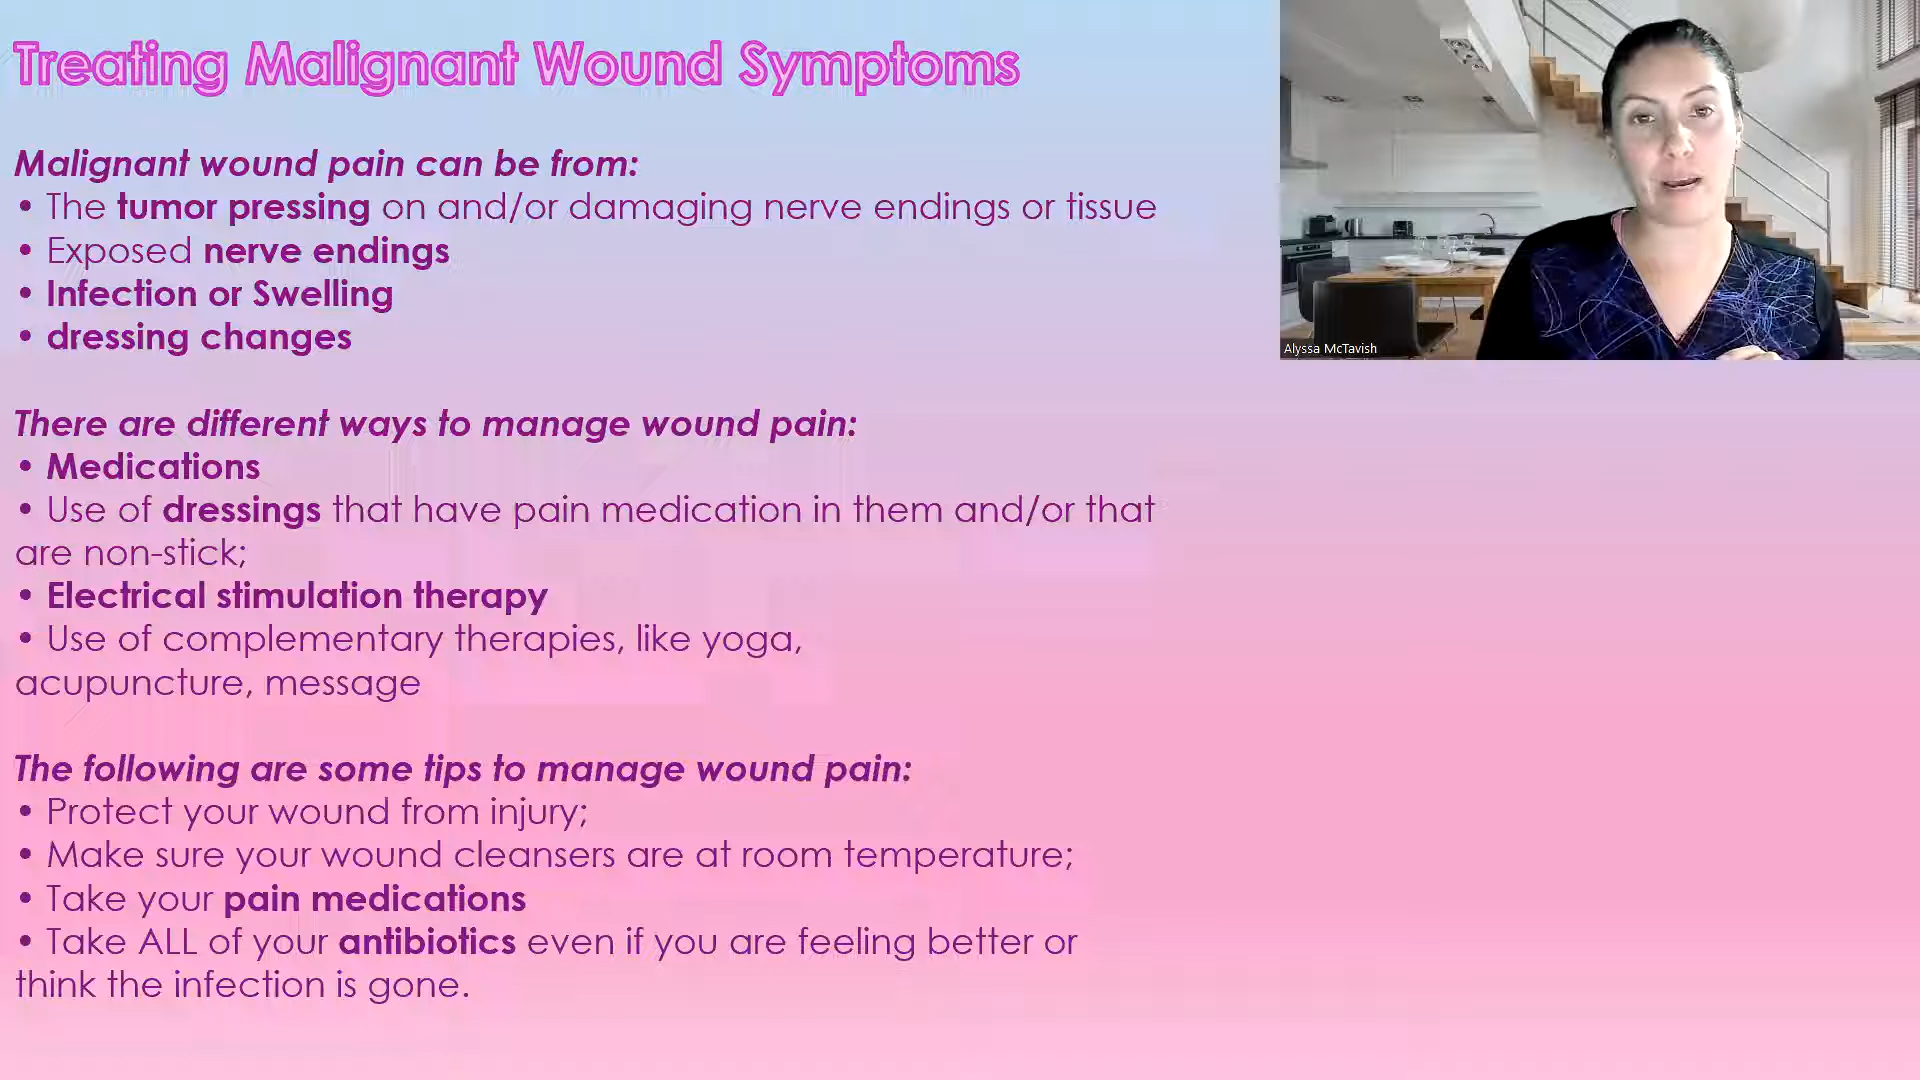 Treating Malignant Wound Symptoms
Malignant wound pain can be from:
• The tumor pressing on and/or damaging nerve endings or tissue
• Exposed nerve endings
• Infection or Swelling
• dressing changes
There are different ways to manage wound pain:
• Medications
• Use of dressings that have pain medication in them and/or that
are non-stick;
• Electrical stimulation therapy
• Use of complementary therapies, like yoga,
acupuncture, message
The following are some tips to manage wound pain:
• Protect your wound from injury;
• Make sure your wound cleansers are at room temperature;
• Take your pain medications
• Take ALL of your antibiotics even if you are feeling better or
think the infection is gone.
Alyssa McTavish